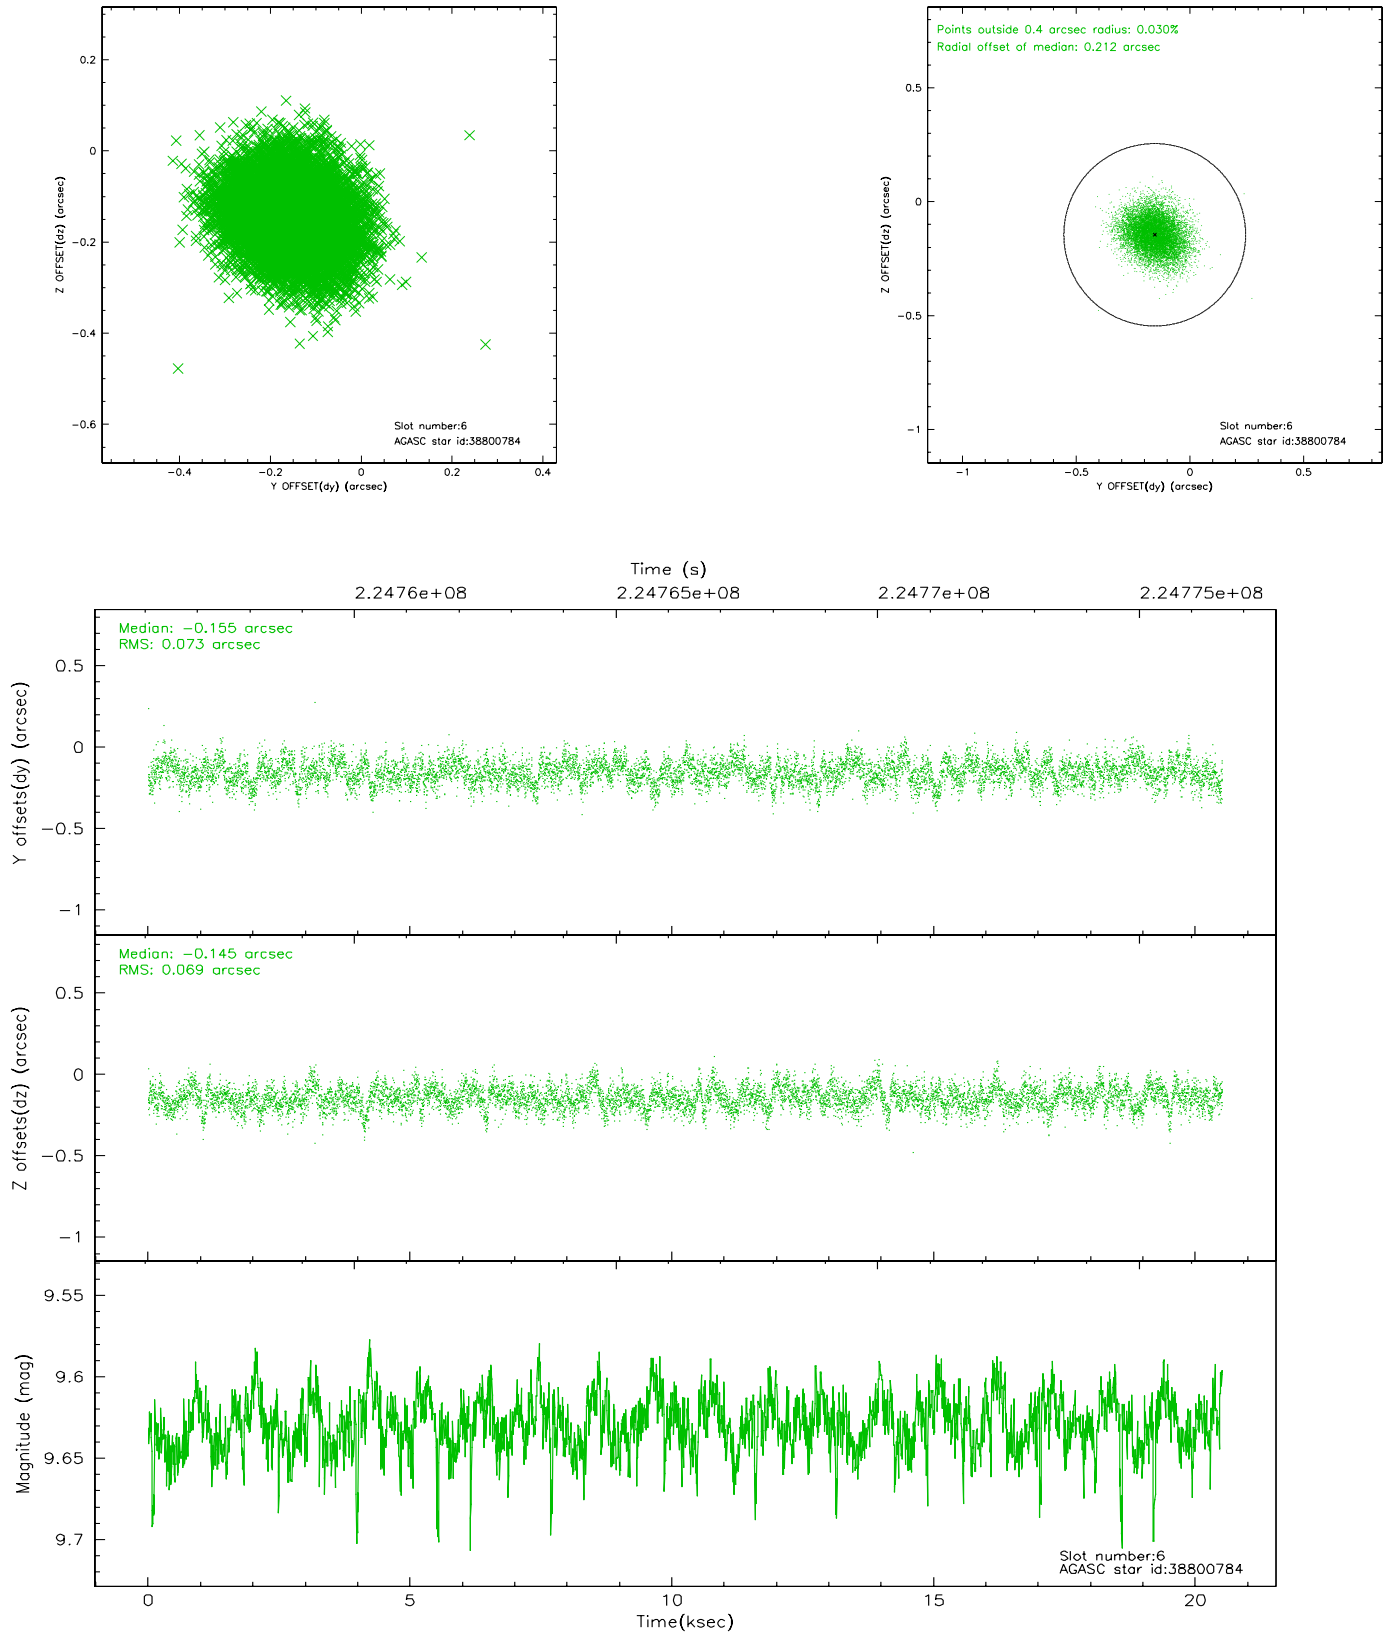 0.2
0
-0.2
-0.4
-0.6
Z OFFSET(dz) (arcsec)
Slot number:6
AGASC star id:38800784
-0.4
-0.2
0
0.2
0.4
Y OFFSET(dy) (arcsec)
Points outside 0.4 arcsec radius: 0.030%
Radial offset of median: 0.212 arcsec
0.5
0
-0.5
-1
Z OFFSET(dz) (arcsec)
Slot number:6
AGASC star id:38800784
-1
-0.5
0
0.5
Y OFFSET(dy) (arcsec)
Time (s)
2.2476e+08
2.24765e+08
2.2477e+08
2.24775e+08
Median: -0.155 arcsec
RMS: 0.073 arcsec
0.5
0
-0.5
-1
Y offsets(dy) (arcsec)
Median: -0.145 arcsec
RMS: 0.069 arcsec
0.5
0
-0.5
-1
Z offsets(dz) (arcsec)
9.55
9.6
9.65
9.7
Magnitude (mag)
Slot number:6
AGASC star id:38800784
0
5
10
15
20
Time(ksec)